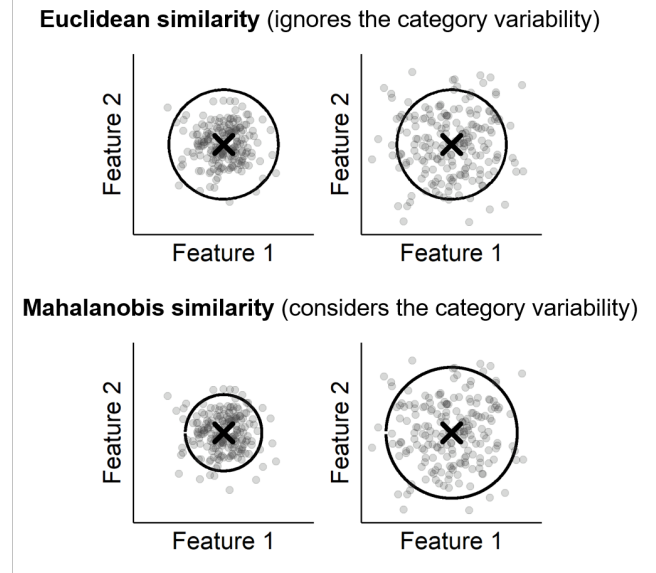 Euclidean similarity (ignores the category variability)
Feature 2
Feature 1
Feature 2
Feature 1
Mahalanobis similarity (considers the category variability)
Feature 2
Feature 1
Feature 2
Feature 1